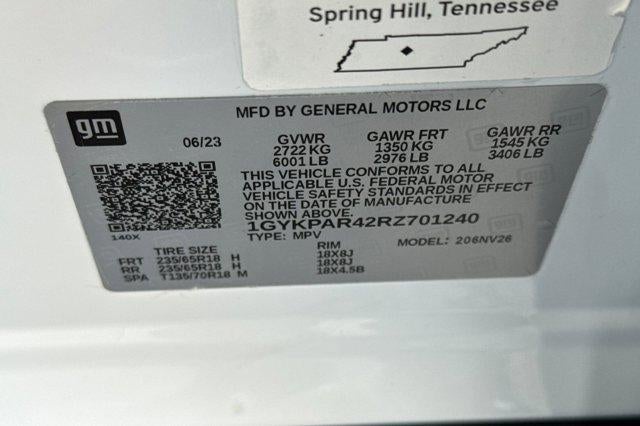 Spring Hill, Tennessee
gm
MFD BY GENERAL MOTORS LLC
06/23 GVWR GAWR FRT GAWR RR
2722 KG 1350 KG 1545 KG
6001 LB 2976 LB 3406 LB
THIS VEHICLE CONFORMS TO ALL
APPLICABLE U.S. FEDERAL MOTOR
VEHICLE SAFETY STANDARDS IN EFFECT
ON THE DATE OF MANUFACTURE
SHOWN ABOVE.
1GYKPAR42RZ701240
140X TYPE: MPV MODEL: 206NV26
TIRE SIZE RIM
FRT 235/65R18 H 18X8J
RR 235/65R18 H 18X8J
SPA T135/70R18 M 18X4.5B